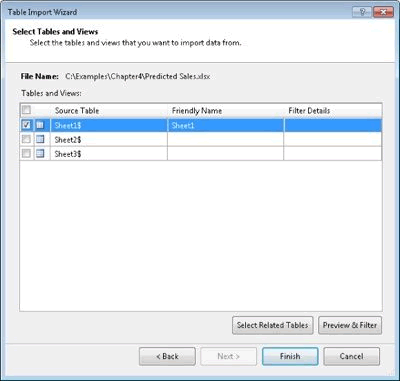 Table Import Wizard
Select Tables and Views
Select the tables and views that you want to import data from.
File Name: C:\Examples\Chapter4\Predicted Sales.xlsx
Tables and Views:
Source Table Friendly Name Filter Details
Sheet1$ Sheet1
Sheet2$
Sheet3$
Select Related Tables Preview & Filter
< Back Next > Finish Cancel